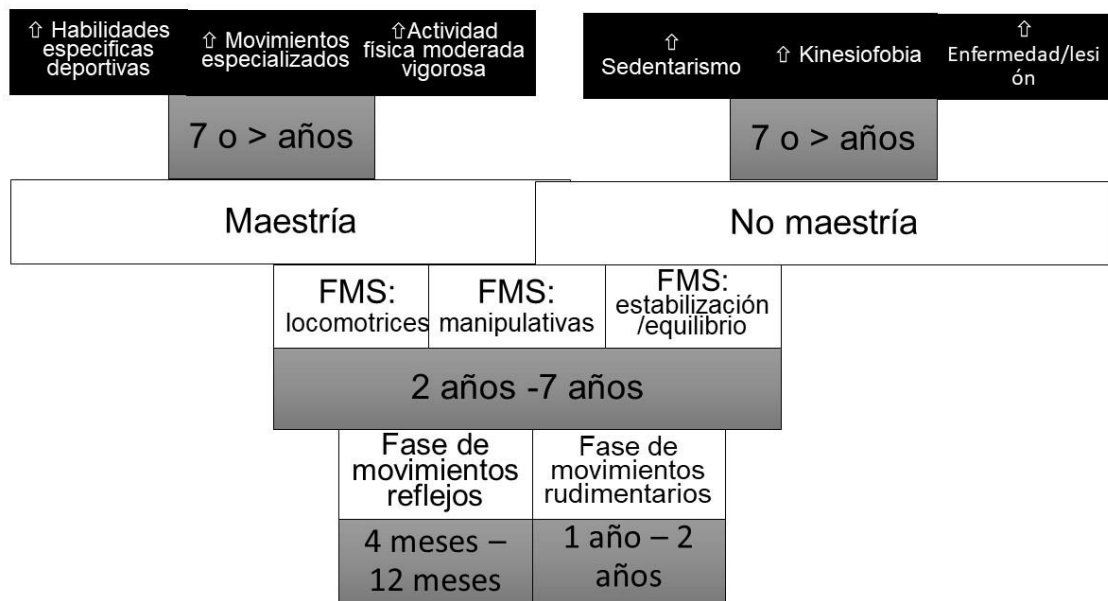 ⇧ Habilidades
especificas
deportivas
⇧ Movimientos
especializados
⇧Actividad
física moderada
vigorosa
⇧
Sedentarismo
⇧ Kinesiofobia
⇧
Enfermedad/lesi
ón
7 o > años
7 o > años
Maestría
No maestría
FMS:
locomotrices
FMS:
manipulativas
FMS:
estabilización
/equilibrio
2 años -7 años
Fase de
movimientos
reflejos
Fase de
movimientos
rudimentarios
4 meses –
12 meses
1 año – 2
años